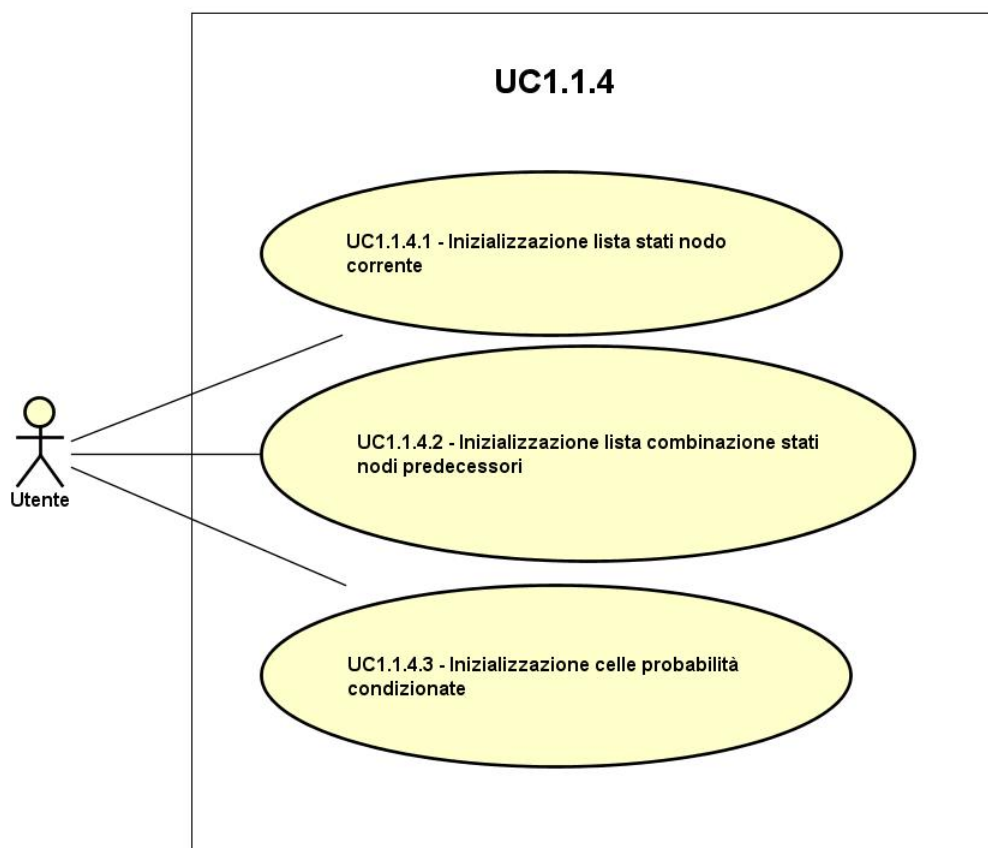 UC1.1.4
UC1.1.4.1 - Inizializzazione lista stati nodo
corrente
UC1.1.4.2 - Inizializzazione lista combinazione stati
nodi predecessori
Utente
UC1.1.4.3 - Inizializzazione celle probabilità
condizionate